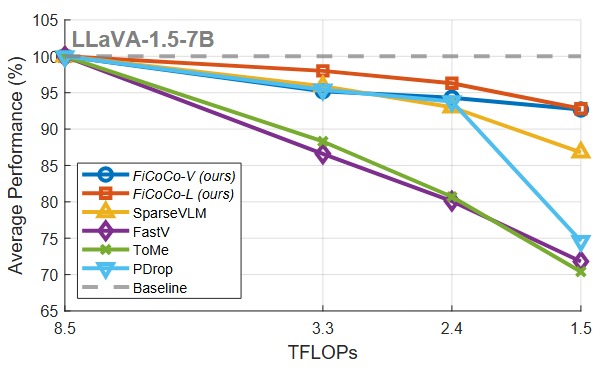 LLaVA-1.5-7B
105
100
95
90
85
80
75
70
65
Average Performance (%)
FiCoCo-V (ours)
FiCoCo-L (ours)
SparseVLM
FastV
ToMe
PDrop
Baseline
8.5 3.3 2.4 1.5
TFLOPs